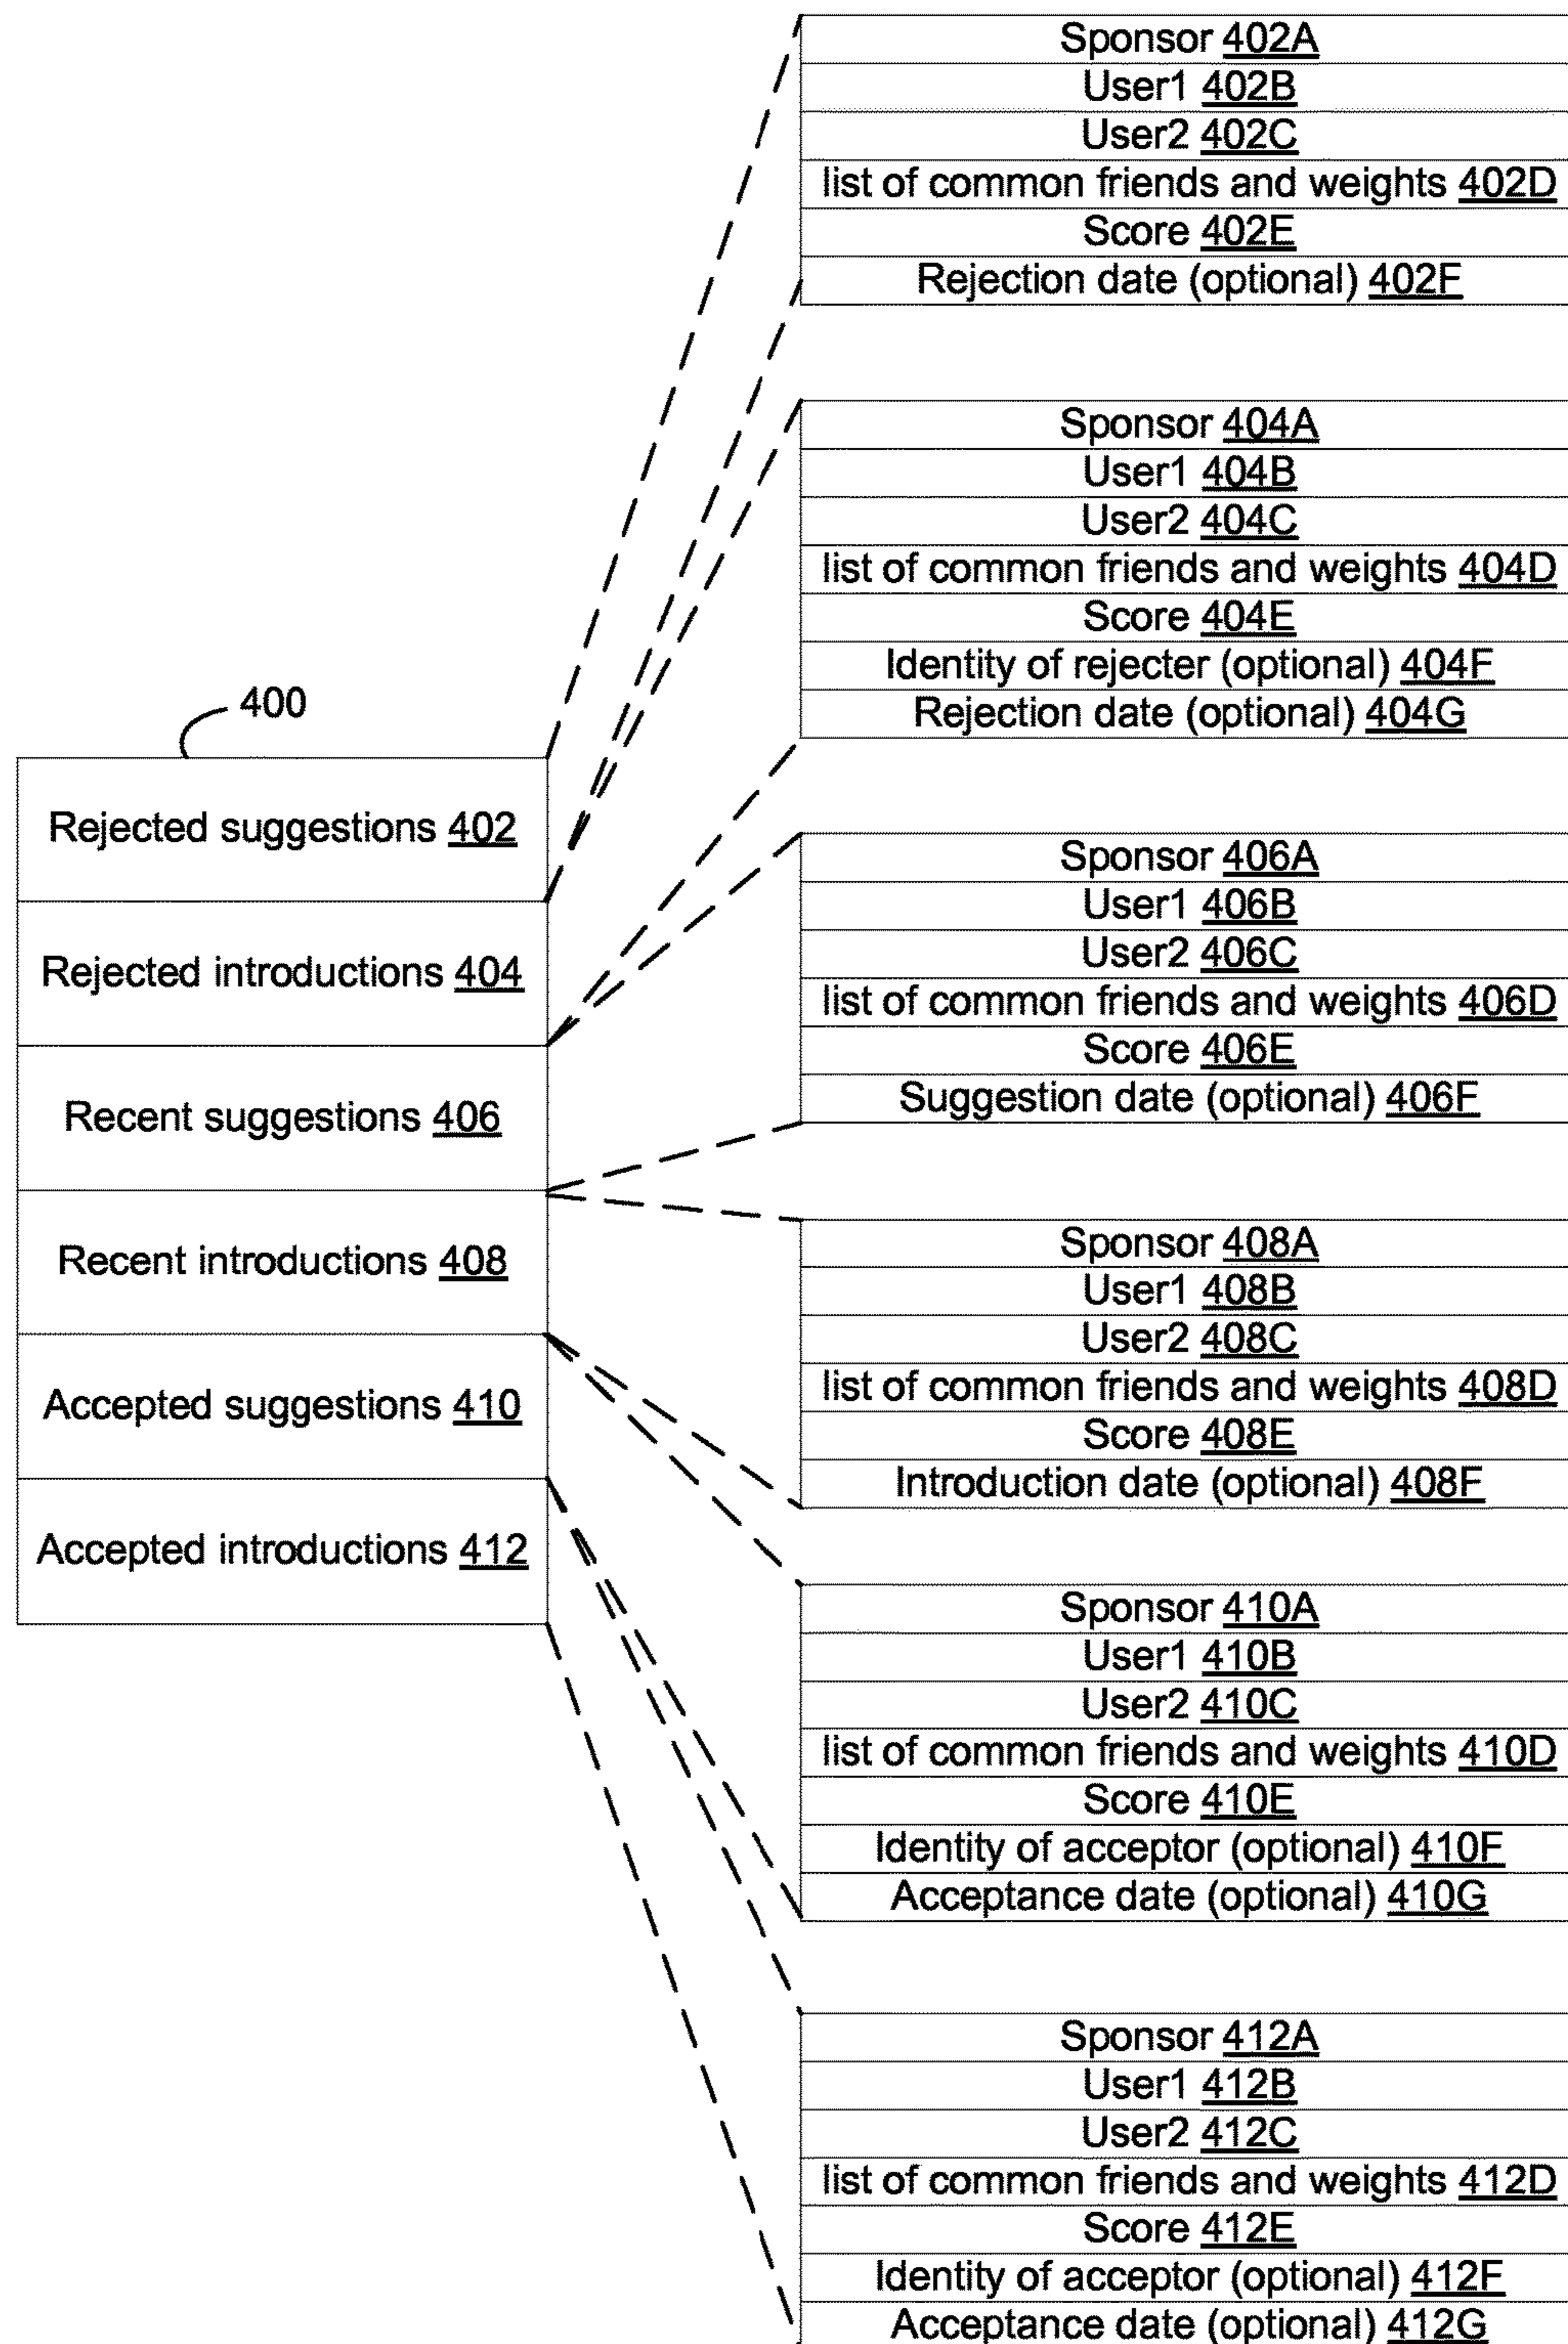 400
Rejected suggestions 402
Rejected introductions 404
Recent suggestions 406
Recent introductions 408
Accepted suggestions 410
Accepted introductions 412
Sponsor 402A
User1 402B
User2 402C
list of common friends and weights 402D
Score 402E
Rejection date (optional) 402F
Sponsor 404A
User1 404B
User2 404C
list of common friends and weights 404D
Score 404E
Identity of rejecter (optional) 404F
Rejection date (optional) 404G
Sponsor 406A
User1 406B
User2 406C
list of common friends and weights 406D
Score 406E
Suggestion date (optional) 406F
Sponsor 408A
User1 408B
User2 408C
list of common friends and weights 408D
Score 408E
Introduction date (optional) 408F
Sponsor 410A
User1 410B
User2 410C
list of common friends and weights 410D
Score 410E
Identity of acceptor (optional) 410F
Acceptance date (optional) 410G
Sponsor 412A
User1 412B
User2 412C
list of common friends and weights 412D
Score 412E
Identity of acceptor (optional) 412F
Acceptance date (optional) 412G